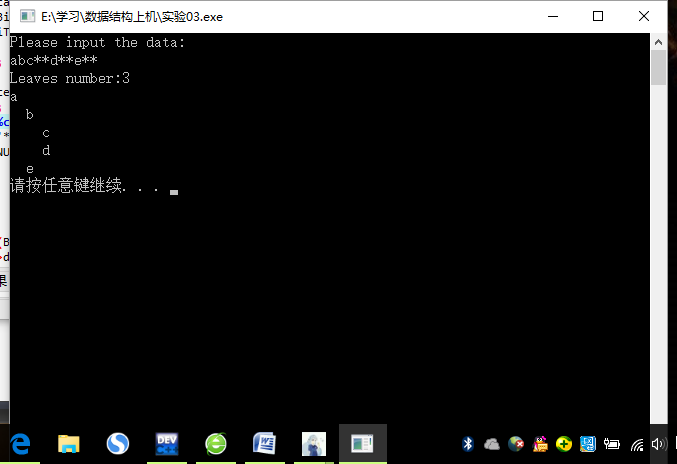 E:\学习\数据结构上机\实验03.exe
Please input the data:
abc**d**e**
Leaves number:3
a
b
c
d
e
请按任意键继续. . .
DEV
C++